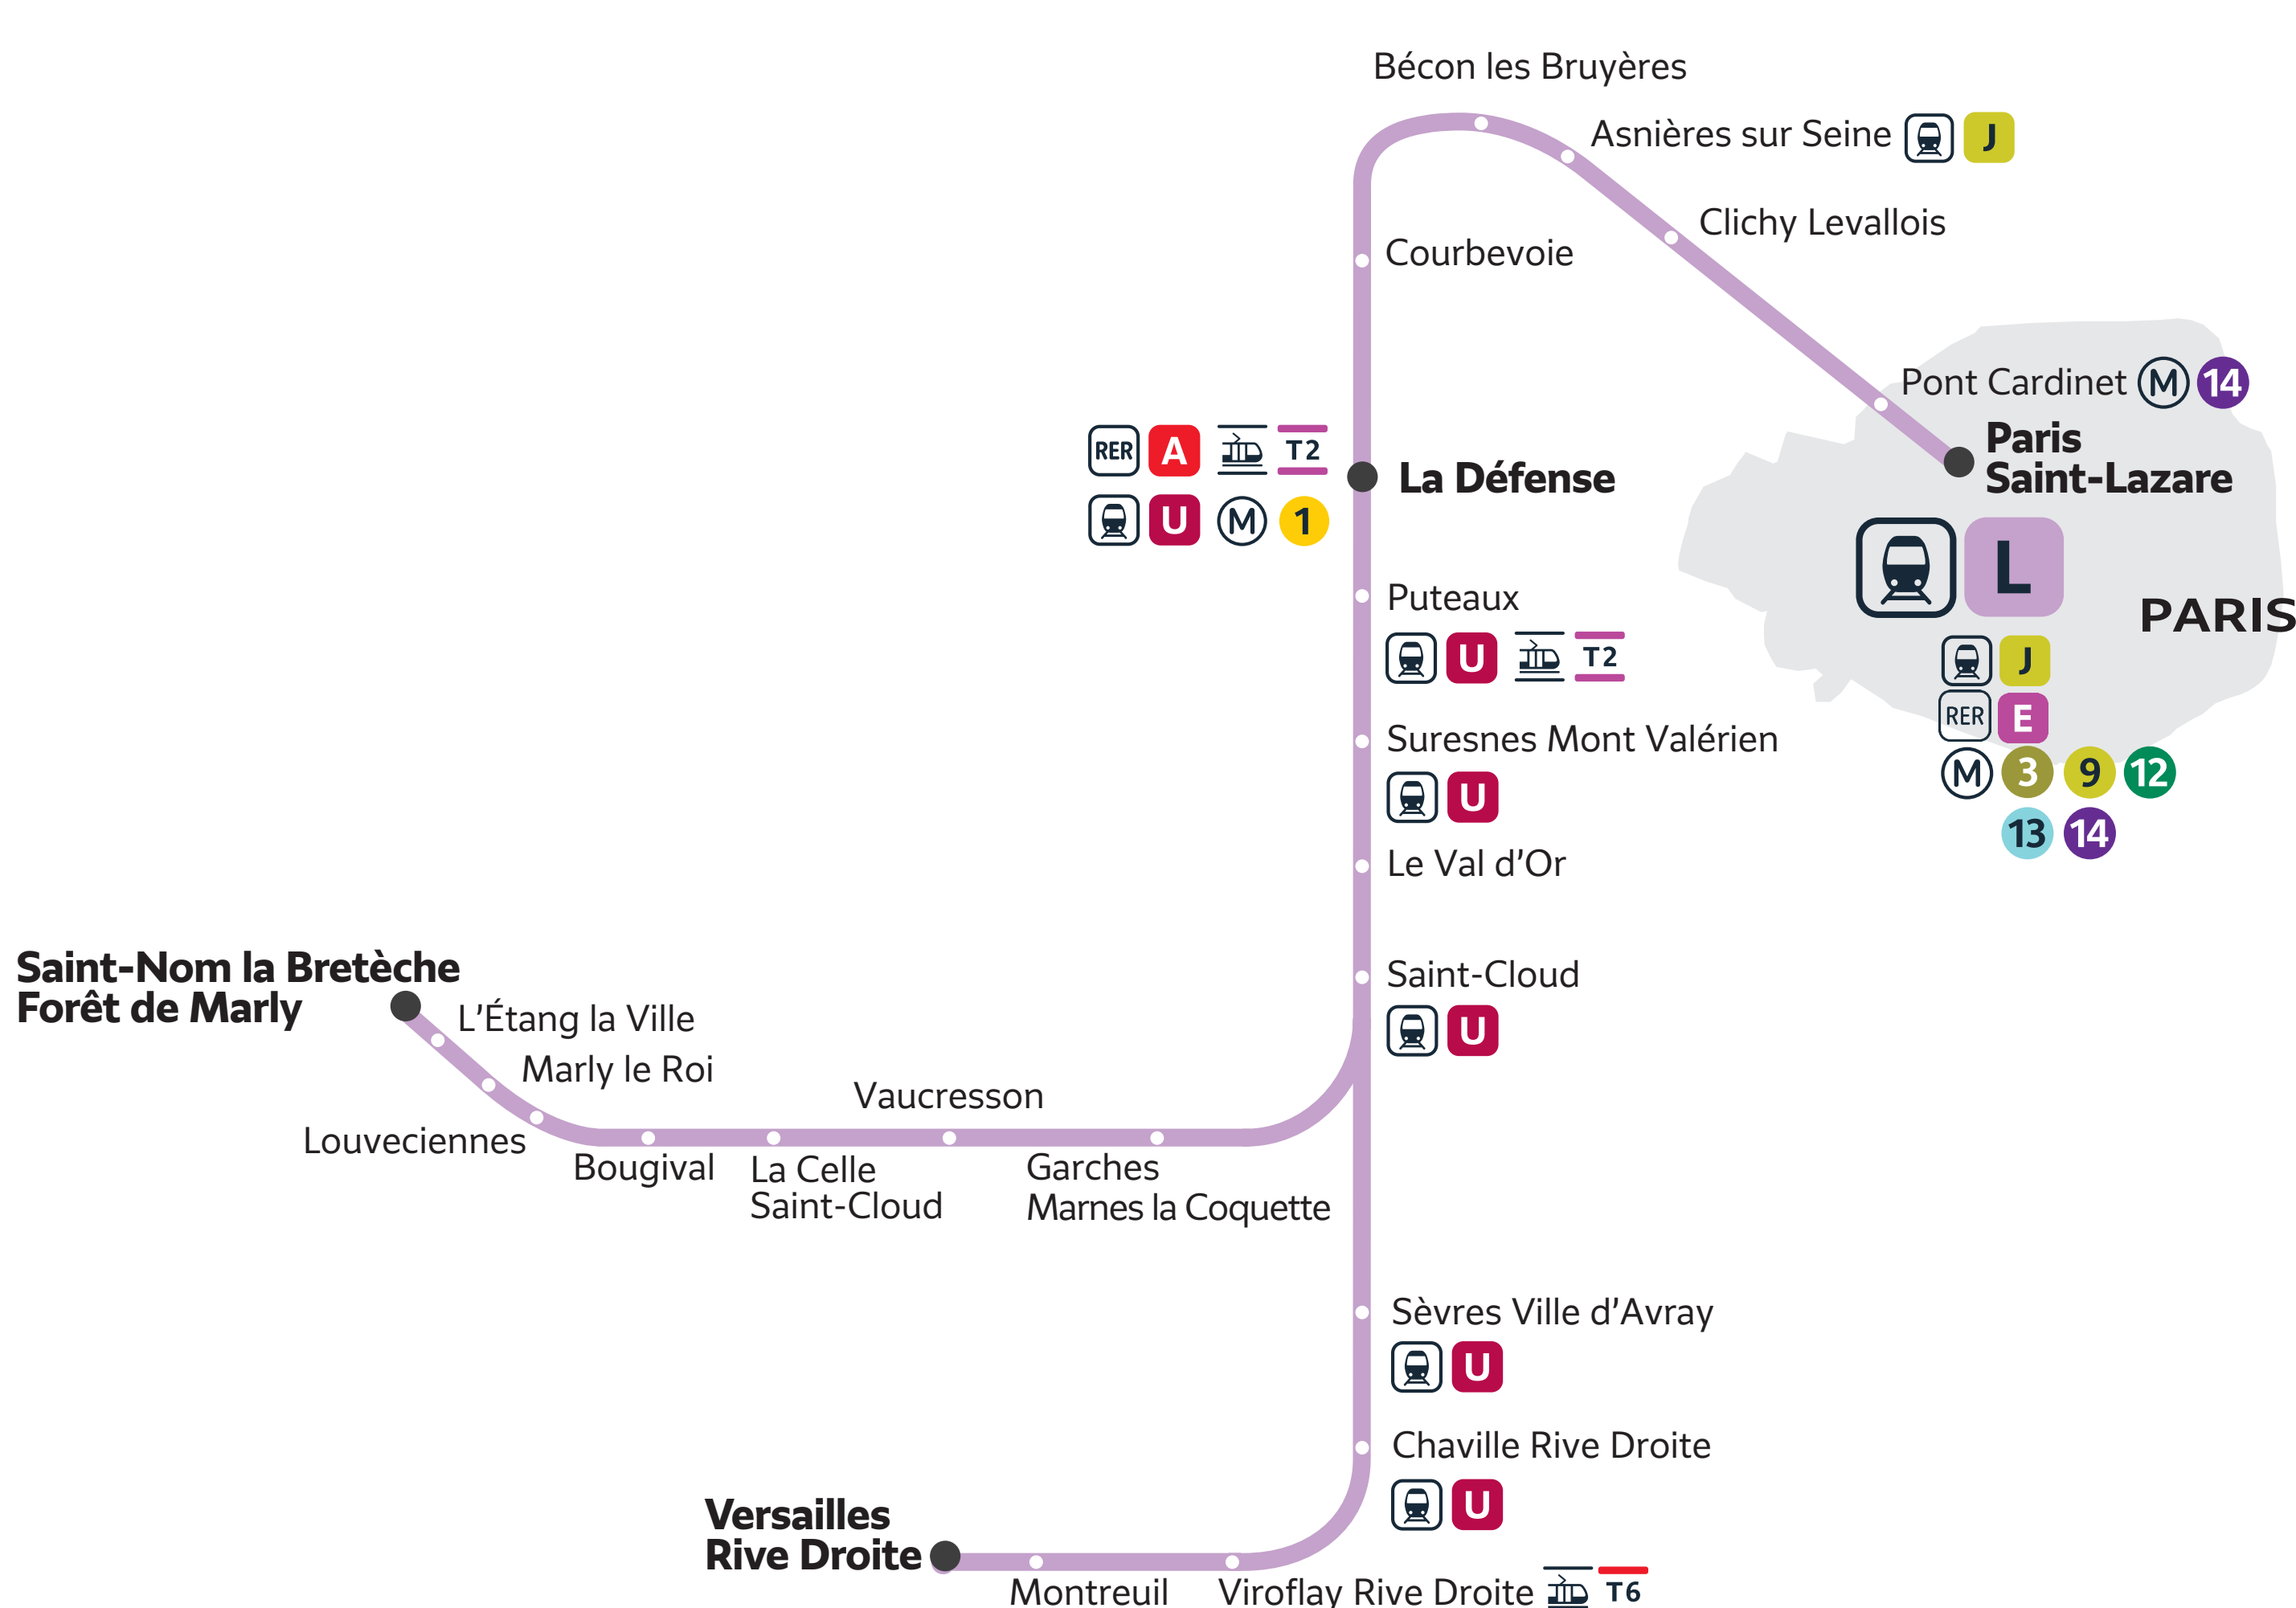 Bécon les Bruyères
Asnières sur Seine J
Clichy Levallois
Courbevoie
Pont Cardinet M 14
Paris
Saint-Lazare
RER A T2
La Défense
U M 1
L
PARIS
Puteaux
U T2
J
RER E
Suresnes Mont Valérien
M 3 9 12
U
13 14
Le Val d’Or
Saint-Cloud
U
Saint-Nom la Bretèche
Forêt de Marly
L’Étang la Ville
Marly le Roi
Vaucresson
Louveciennes
Bougival
La Celle
Saint-Cloud
Garches
Marnes la Coquette
Sèvres Ville d’Avray
U
Chaville Rive Droite
U
Versailles
Rive Droite
Montreuil
Viroflay Rive Droite T6